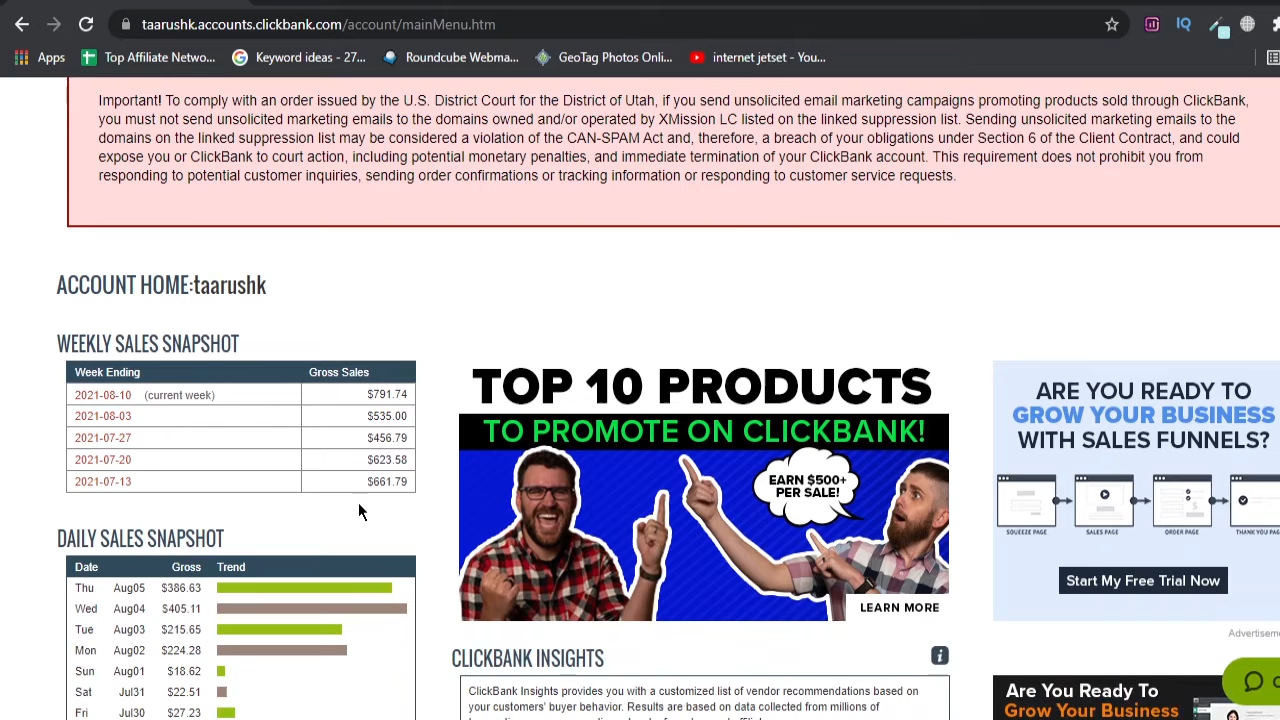 taarushk.accounts.clickbank.com/account/mainMenu.htm
IQ
Apps
Top Affiliate Netwo...
Keyword ideas - 27...
Roundcube Webma...
GeoTag Photos Onli...
internet jetset - You...
Important! To comply with an order issued by the U.S. District Court for the District of Utah, if you send unsolicited email marketing campaigns promoting products sold through ClickBank,
you must not send unsolicited marketing emails to the domains owned and/or operated by XMission LC listed on the linked suppression list. Sending unsolicited marketing emails to the
domains on the linked suppression list may be considered a violation of the CAN-SPAM Act and, therefore, a breach of your obligations under Section 6 of the Client Contract, and could
expose you or ClickBank to court action, including potential monetary penalties, and immediate termination of your ClickBank account. This requirement does not prohibit you from
responding to potential customer inquiries, sending order confirmations or tracking information or responding to customer service requests.
ACCOUNT HOME:taarushk
WEEKLY SALES SNAPSHOT
Week Ending Gross Sales
2021-08-10 (current week) $791.74
2021-08-03 $535.00
2021-07-27 $456.79
2021-07-20 $623.58
2021-07-13 $661.79
DAILY SALES SNAPSHOT
Date Gross Trend
Thu Aug05 $386.63
Wed Aug04 $405.11
Tue Aug03 $215.65
Mon Aug02 $224.28
Sun Aug01 $18.62
Sat Jul31 $22.51
Fri Jul30 $27.23
TOP 10 PRODUCTS
TO PROMOTE ON CLICKBANK!
EARN $500+
PER SALE!
LEARN MORE
CLICKBANK INSIGHTS
ClickBank Insights provides you with a customized list of vendor recommendations based on
your customers' buyer behavior. Results are based on data collected from millions of
ARE YOU READY TO
GROW YOUR BUSINESS
WITH SALES FUNNELS?
SQUEEZE PAGE
SALES PAGE
ORDER PAGE
THANK YOU PAG
Start My Free Trial Now
Advertisem
Are You Ready To
Grow Your Business